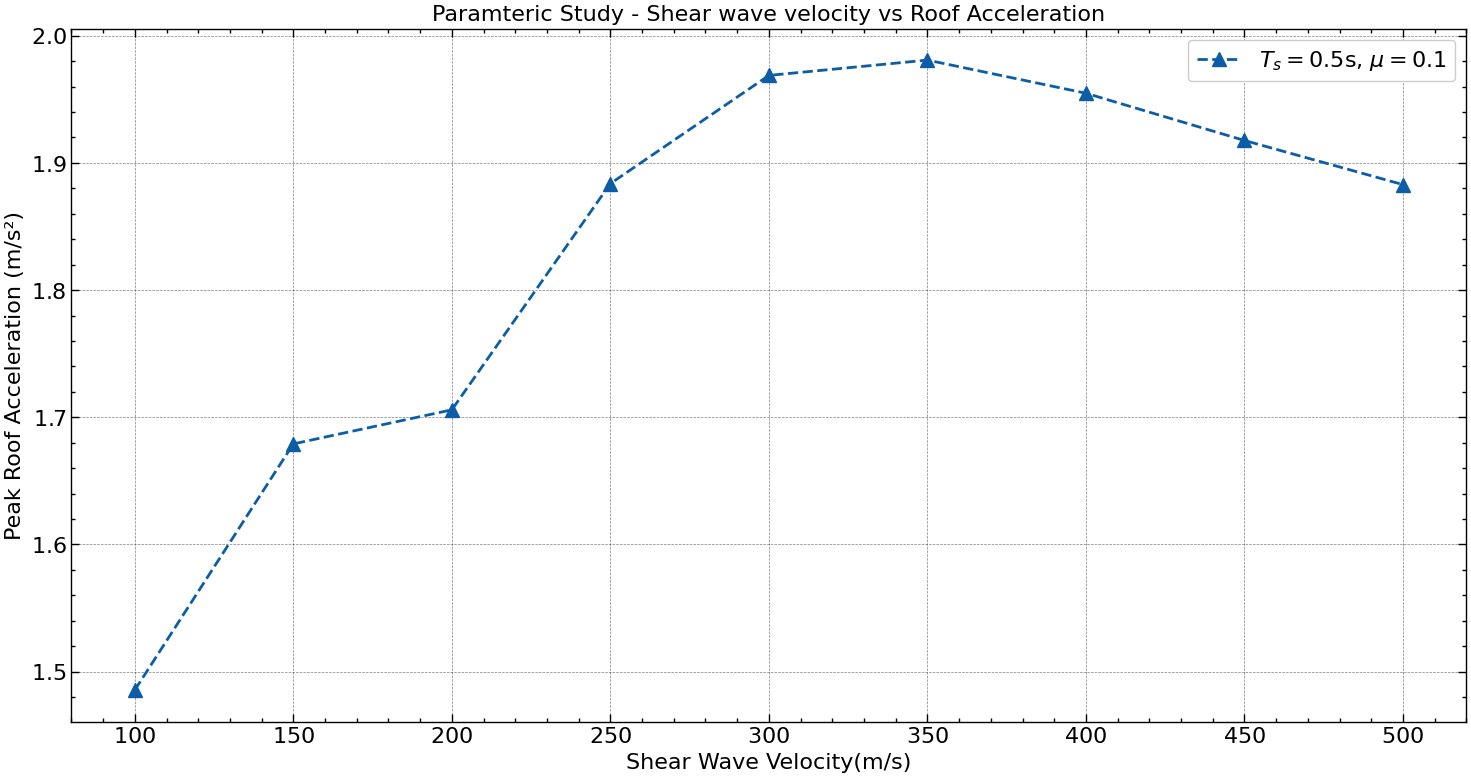 Paramteric Study - Shear wave velocity vs Roof Acceleration
T_s = 0.5s, μ = 0.1
2.0
1.9
1.8
1.7
1.6
1.5
Peak Roof Acceleration (m/s²)
100 150 200 250 300 350 400 450 500
Shear Wave Velocity(m/s)